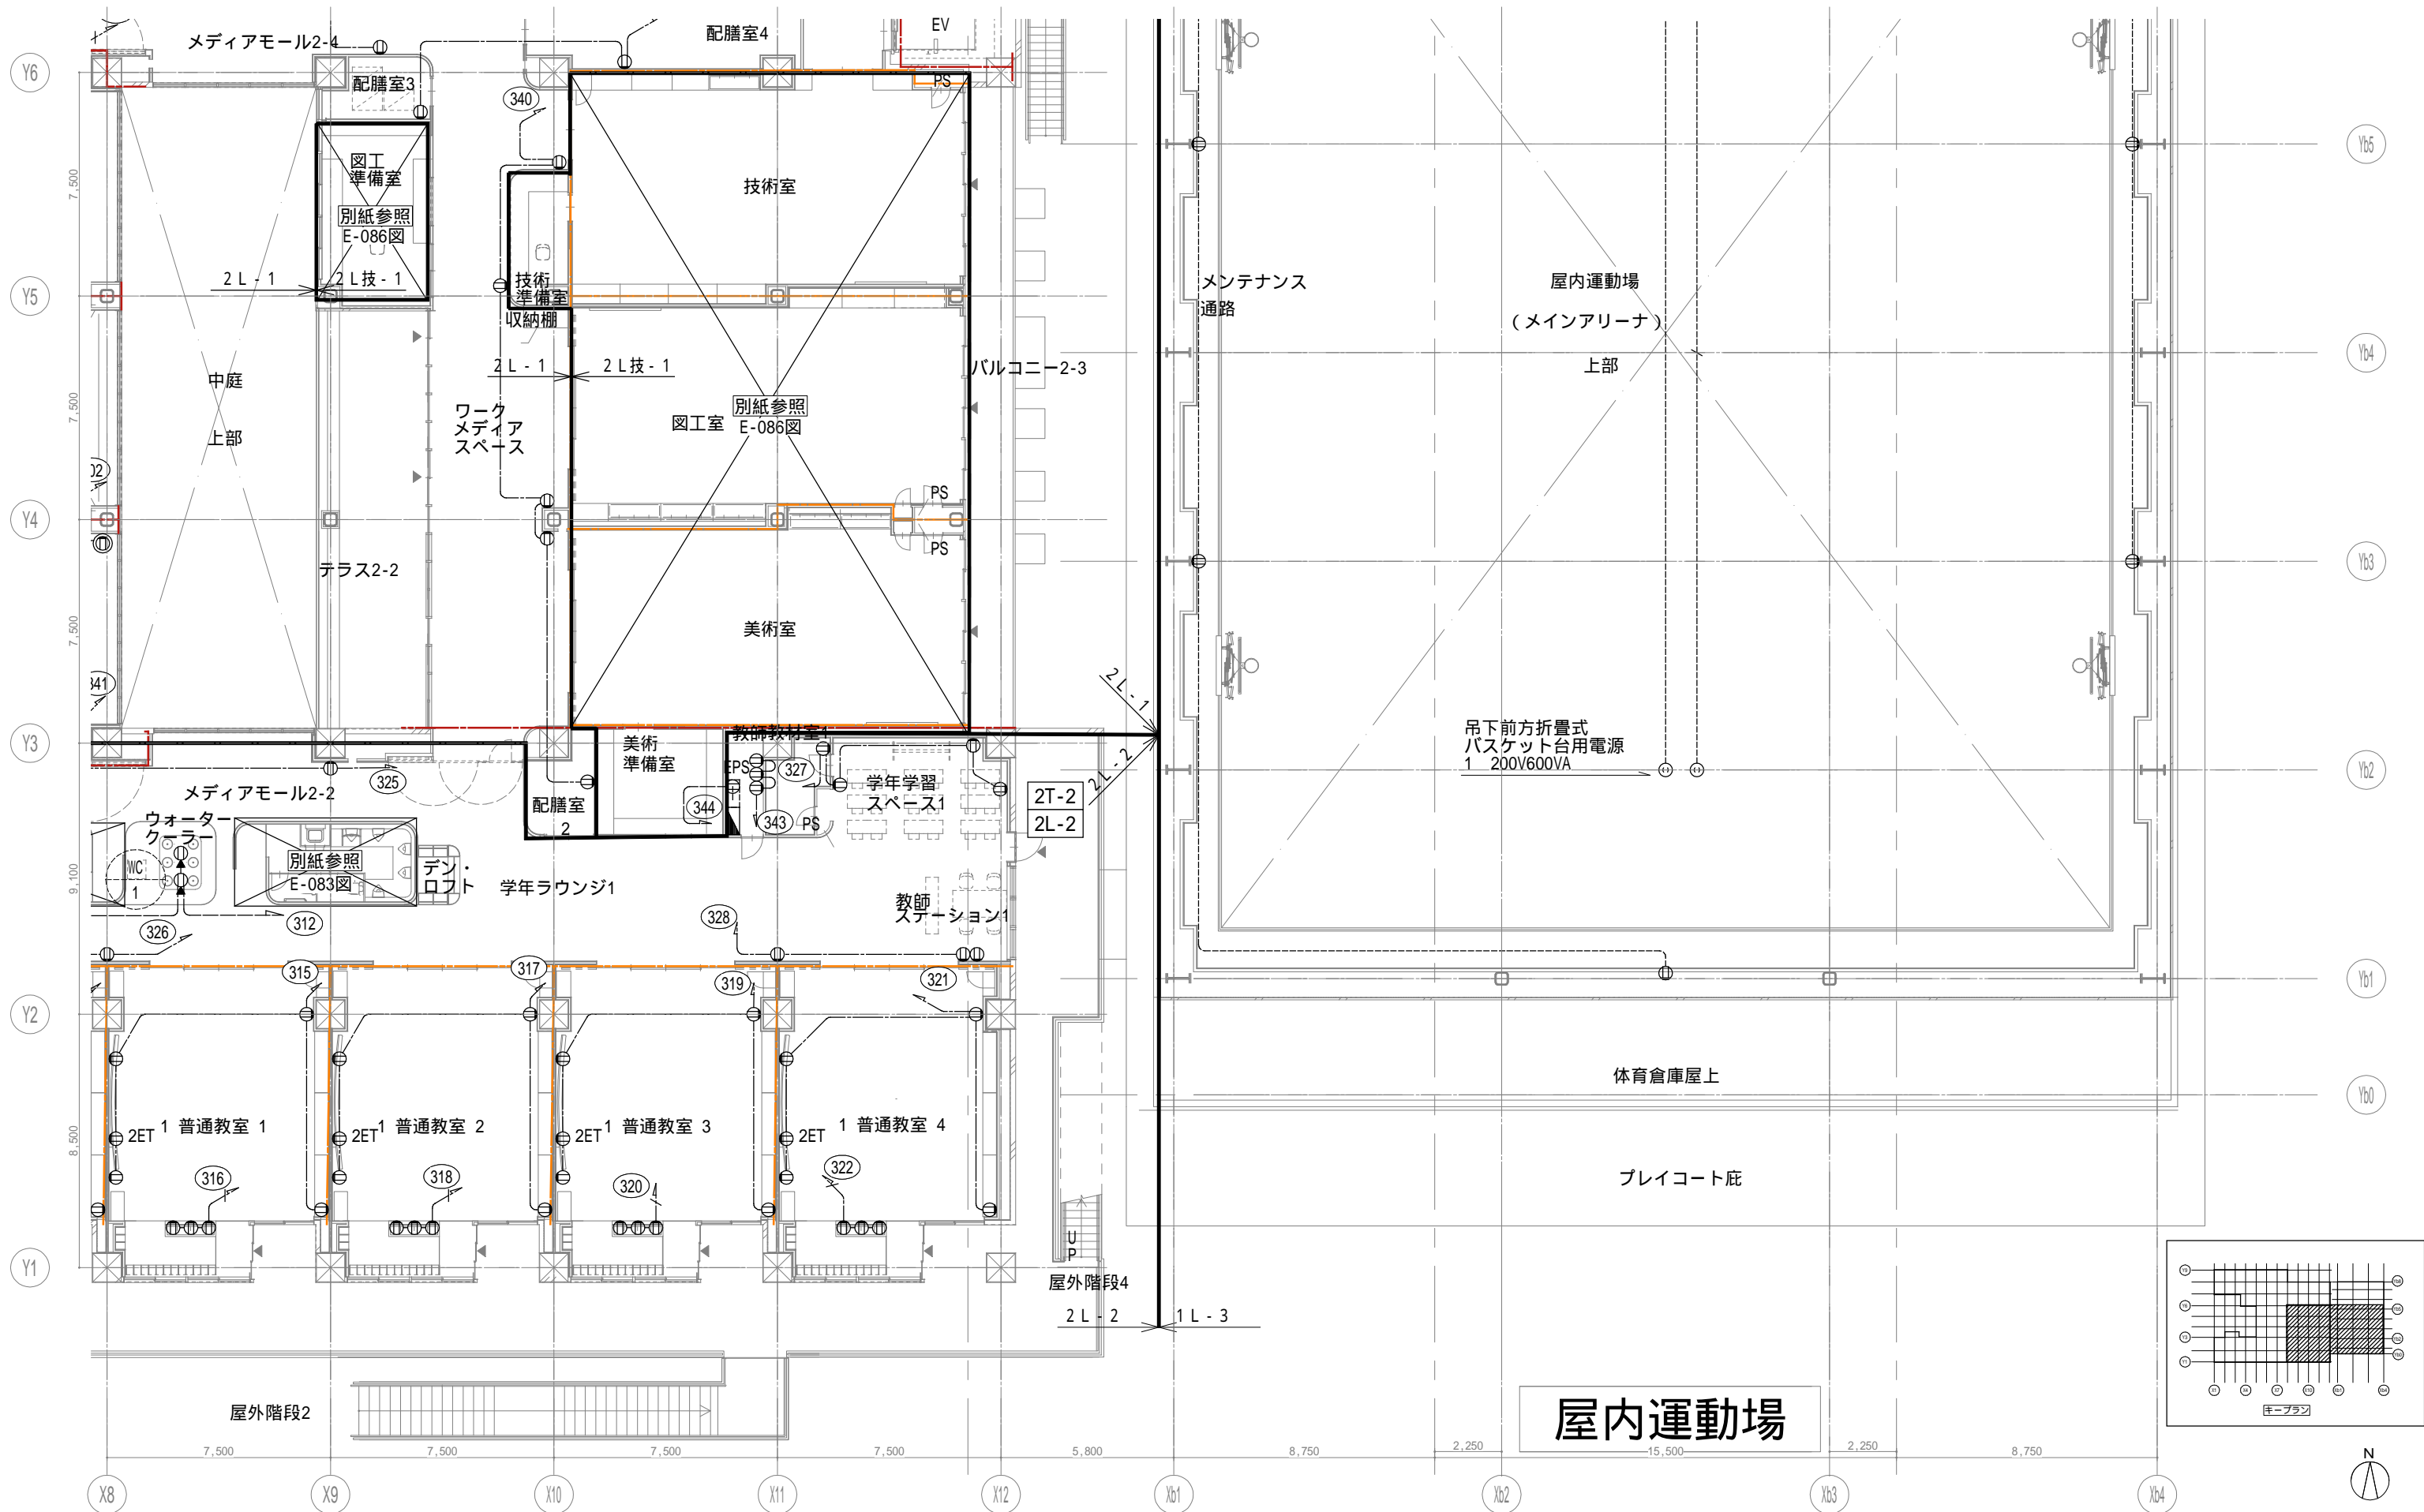 メディアモール2-4
配膳室4
EV
Y6
配膳室3
PS
340
Yb5
図工
準備室
別紙参照
E-086図
技術室
7,500
2L-1
2L技-1
技術
準備室
収納棚
メンテナンス
通路
屋内運動場
(メインアリーナ)
上部
Y5
Yb4
中庭
上部
2L-1
2L技-1
バルコニー2-3
7,500
ワーク
メディア
スペース
図工室
別紙参照
E-086図
02
PS
Y4
PS
Yb3
テラス2-2
7,500
美術室
341
2L-1
Y3
教師教材室1
美術
準備室
EPS
327
325
2L-2
吊下前方折畳式
バスケット台用電源
1 200V600VA
Yb2
メディアモール2-2
学年学習
スペース1
配膳室
2
344
343
PS
2T-2
2L-2
ウォーター
クーラー
WC
1
別紙参照
E-083図
デン・
ロフト
学年ラウンジ1
9,100
教師
ステーション1
326
312
328
315
317
319
321
Yb1
Y2
体育倉庫屋上
Yb0
2ET
1 普通教室 1
2ET
1 普通教室 2
2ET
1 普通教室 3
2ET
1 普通教室 4
8,500
316
318
320
322
プレイコート庇
UP
Y1
屋外階段4
2L-2
1L-3
屋外階段2
屋内運動場
キープラン
N
7,500
7,500
7,500
7,500
5,800
8,750
2,250
15,500
2,250
8,750
X8
X9
X10
X11
X12
Xb1
Xb2
Xb3
Xb4